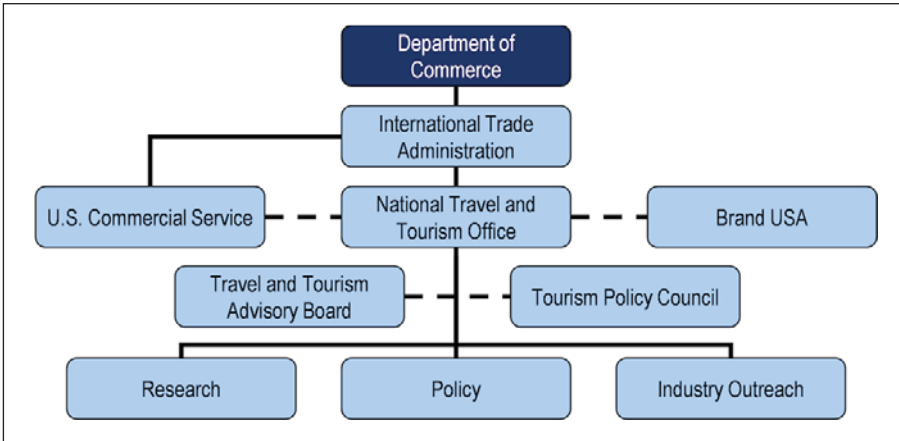 Department of
Commerce
International Trade
Administration
U.S. Commercial Service
National Travel and
Tourism Office
Brand USA
Travel and Tourism
Advisory Board
Tourism Policy Council
Research
Policy
Industry Outreach